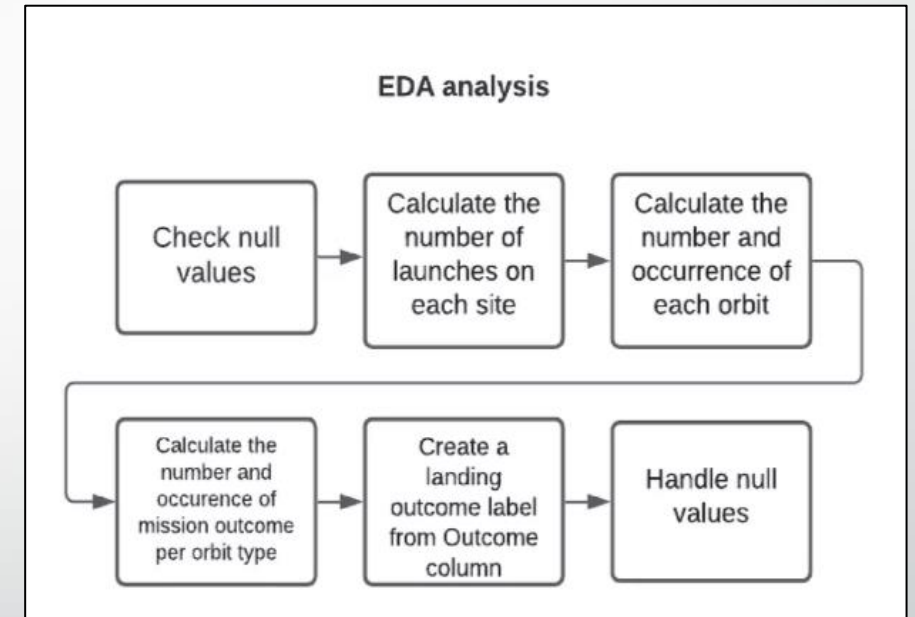 EDA analysis
Check null
values
Calculate the
number of
launches on
each site
Calculate the
number and
occurrence of
each orbit
Calculate the
number and
occurence of
mission outcome
per orbit type
Create a
landing
outcome label
from Outcome
column
Handle null
values